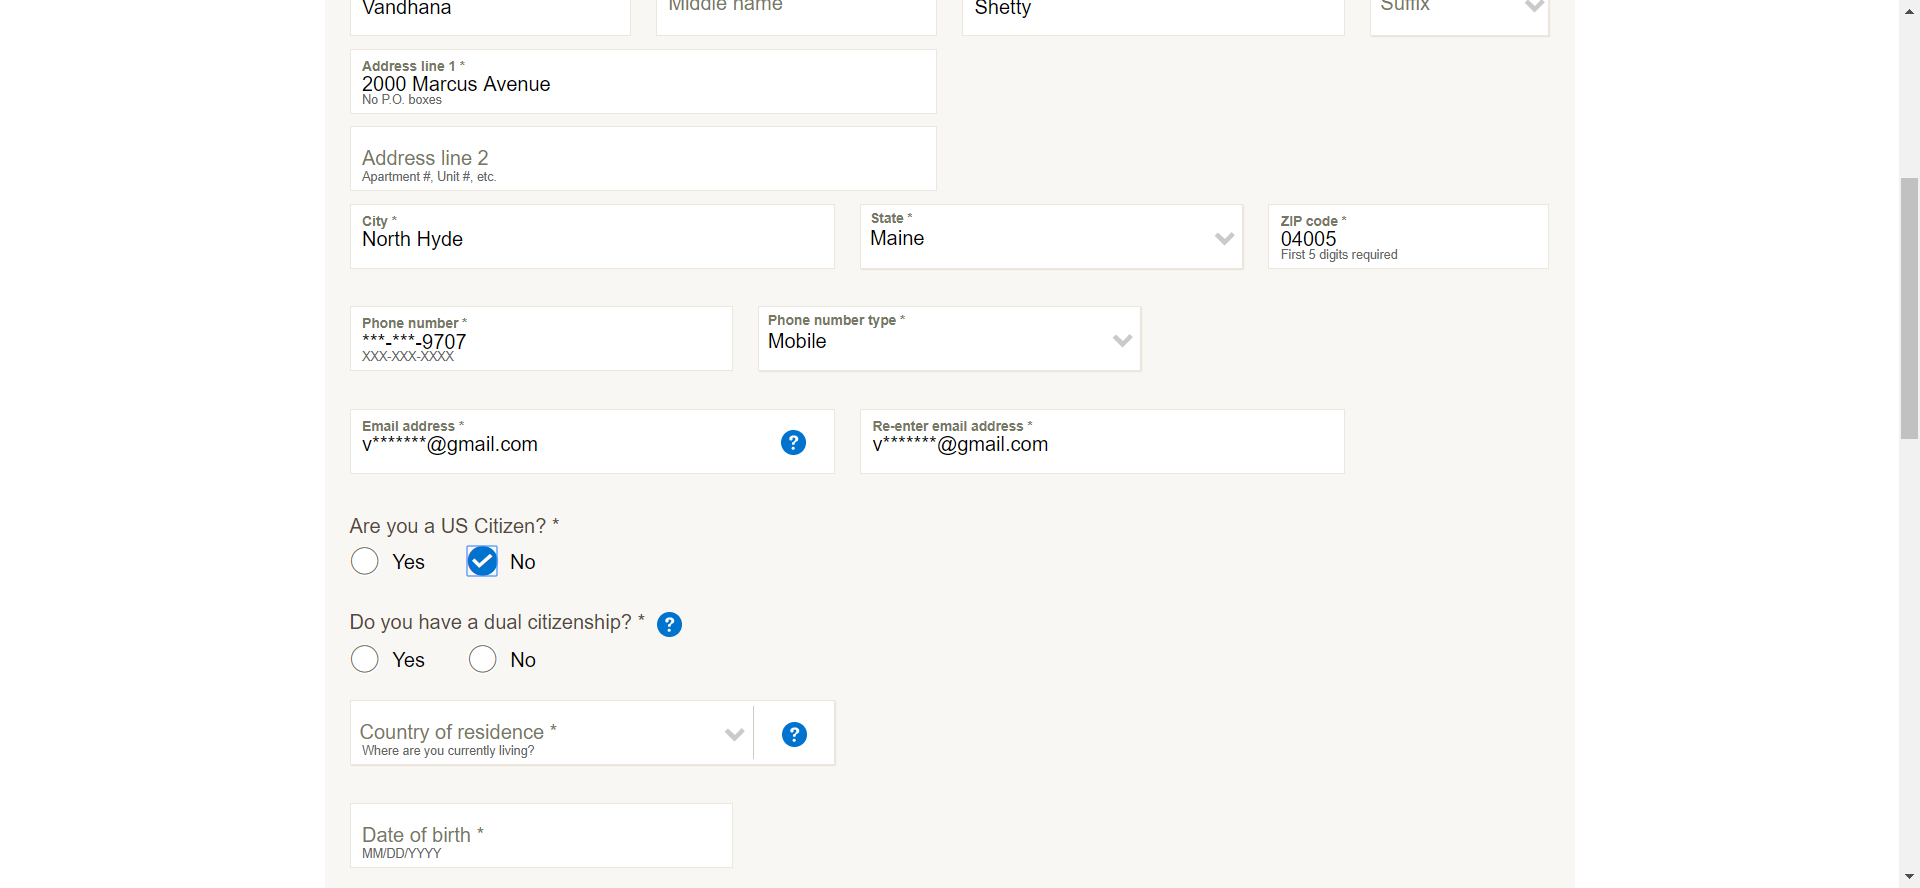 Vandhana Middle name Shetty Suffix
Address line 1 *
2000 Marcus Avenue
No P.O. boxes
Address line 2
Apartment #, Unit #, etc.
City * State * ZIP code *
North Hyde Maine 04005
First 5 digits required
Phone number * Phone number type *
***-***-9707 Mobile
XXX-XXX-XXXX
Email address * Re-enter email address *
v*******@gmail.com ? v*******@gmail.com
Are you a US Citizen? *
Yes No
Do you have a dual citizenship? * ?
Yes No
Country of residence * ?
Where are you currently living?
Date of birth *
MM/DD/YYYY